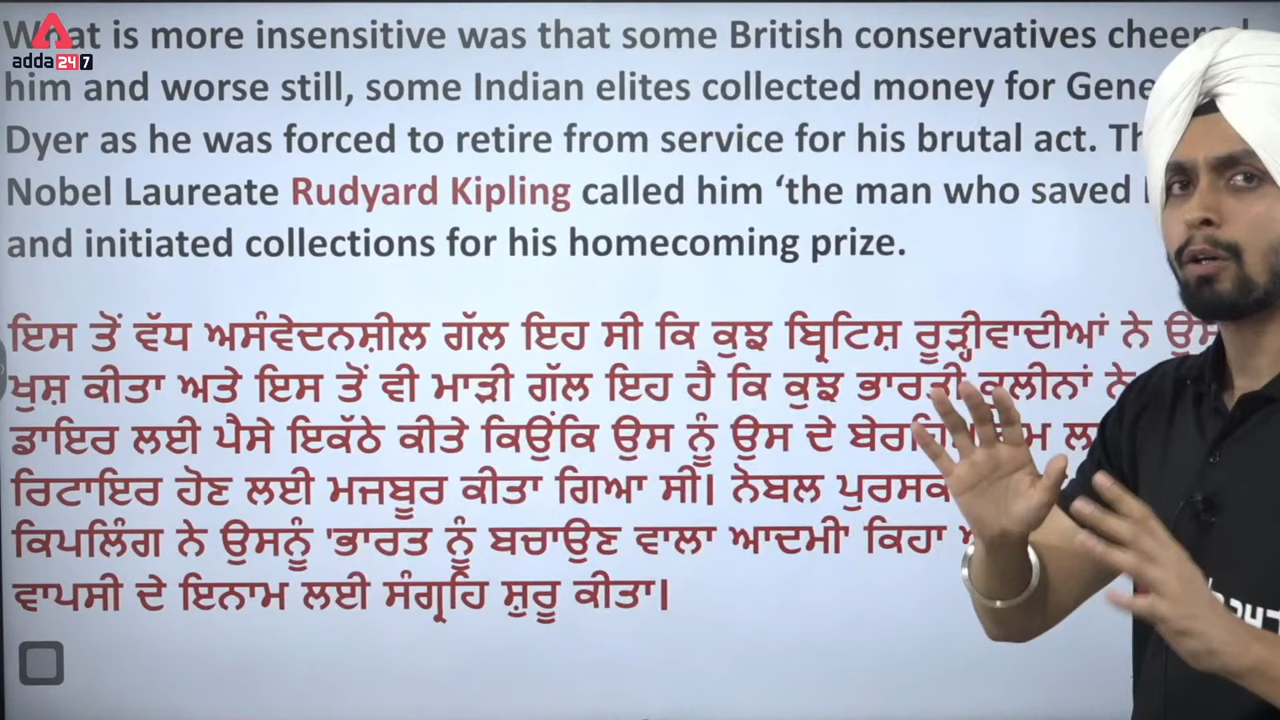 What is more insensitive was that some British conservatives cheered
him and worse still, some Indian elites collected money for
Dyer as he was forced to retire from service for his brutal act.
Nobel Laureate Rudyard Kipling called him ‘the man who saved
and initiated collections for his homecoming prize.
ਇਸ ਤੋਂ ਵੱਧ ਅਸੰਵੇਦਨਸ਼ੀਲ ਗੱਲ ਇਹ ਸੀ ਕਿ ਕੁਝ ਬ੍ਰਿਟਿਸ਼ ਰੂੜ੍ਹੀਵਾਦੀਆਂ ਨੇ
ਖੁਸ਼ ਕੀਤਾ ਅਤੇ ਇਸ ਤੋਂ ਵੀ ਮਾੜੀ ਗੱਲ ਇਹ ਹੈ ਕਿ ਕੁਝ ਭਾਰਤੀ ਕੁਲੀਨਾਂ ਨੇ
ਡਾਇਰ ਲਈ ਪੈਸੇ ਇਕੱਠੇ ਕੀਤੇ ਕਿਉਂਕਿ ਉਸ ਨੂੰ ਉਸ ਦੇ
ਰਿਟਾਇਰ ਹੋਣ ਲਈ ਮਜਬੂਰ ਕੀਤਾ ਗਿਆ ਸੀ। ਨੋਬਲ
ਕਿਪਲਿੰਗ ਨੇ ਉਸਨੂੰ 'ਭਾਰਤ ਨੂੰ ਬਚਾਉਣ ਵਾਲਾ ਆਦਮੀ' ਕਿਹਾ
ਵਾਪਸੀ ਦੇ ਇਨਾਮ ਲਈ ਸੰਗ੍ਰਹਿ ਸ਼ੁਰੂ ਕੀਤਾ।
adda 24 7